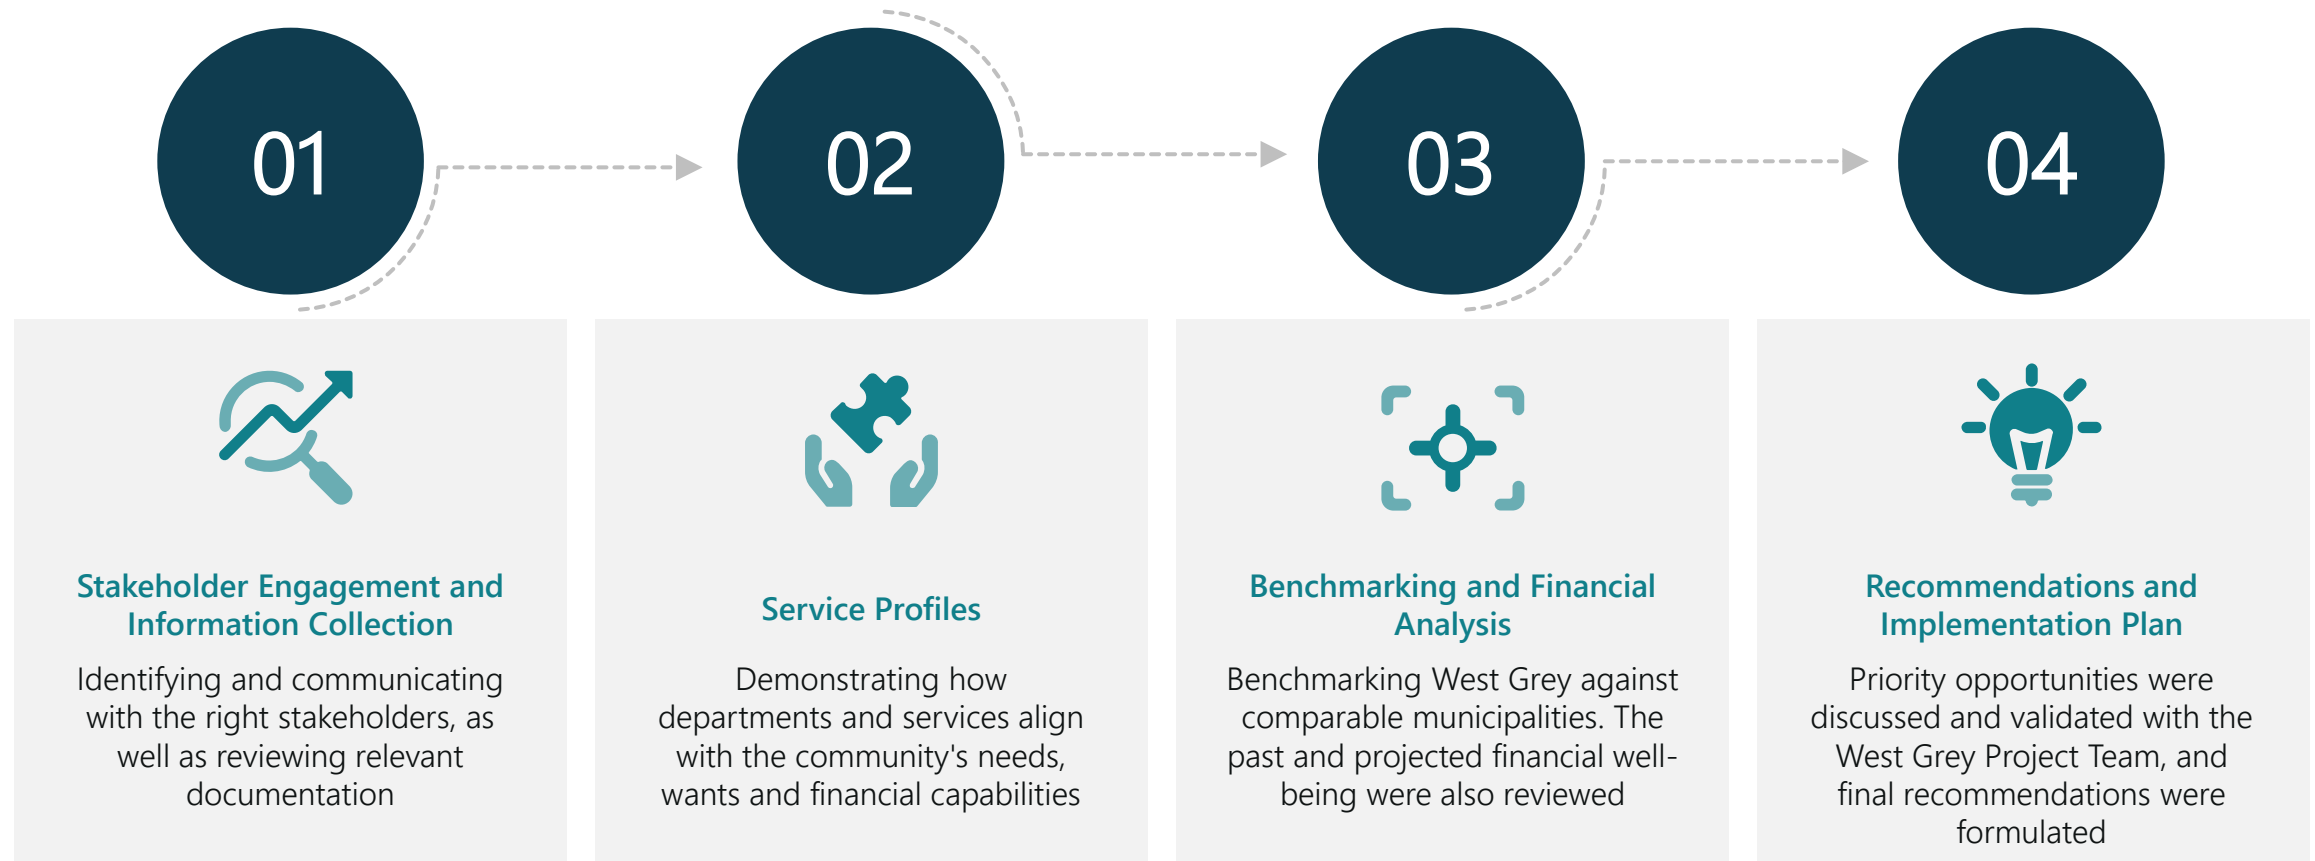 01
02
03
04
Stakeholder Engagement and
Information Collection
Identifying and communicating
with the right stakeholders, as
well as reviewing relevant
documentation
Service Profiles
Demonstrating how
departments and services align
with the community's needs,
wants and financial capabilities
Benchmarking and Financial
Analysis
Benchmarking West Grey against
comparable municipalities. The
past and projected financial well-
being were also reviewed
Recommendations and
Implementation Plan
Priority opportunities were
discussed and validated with the
West Grey Project Team, and
final recommendations were
formulated